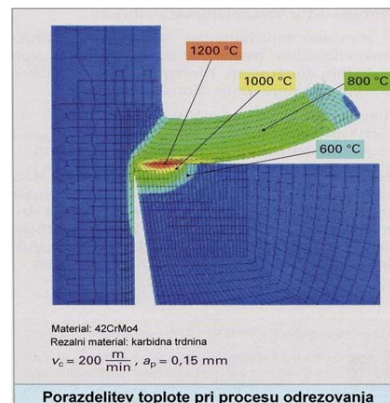 1200 °C
1000 °C
800 °C
600 °C
Material: 42CrMo4
Rezalni material: karbidna trdnina
v_c = 200 m/min , a_p = 0,15 mm
Porazdelitev toplote pri procesu odrezovanja